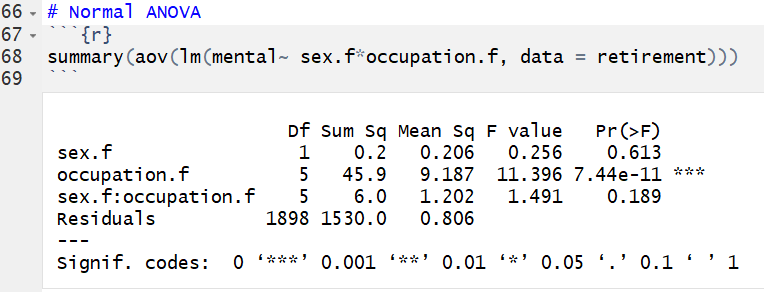 66 # Normal ANOVA
67 ```{r}
68 summary(aov(lm(mental~ sex.f*occupation.f, data = retirement)))
69 ```
Df Sum Sq Mean Sq F value Pr(>F)
sex.f 1 0.2 0.206 0.256 0.613
occupation.f 5 45.9 9.187 11.396 7.44e-11 ***
sex.f:occupation.f 5 6.0 1.202 1.491 0.189
Residuals 1898 1530.0 0.806
---
Signif. codes: 0 ‘***’ 0.001 ‘**’ 0.01 ‘*’ 0.05 ‘.’ 0.1 ‘ ’ 1